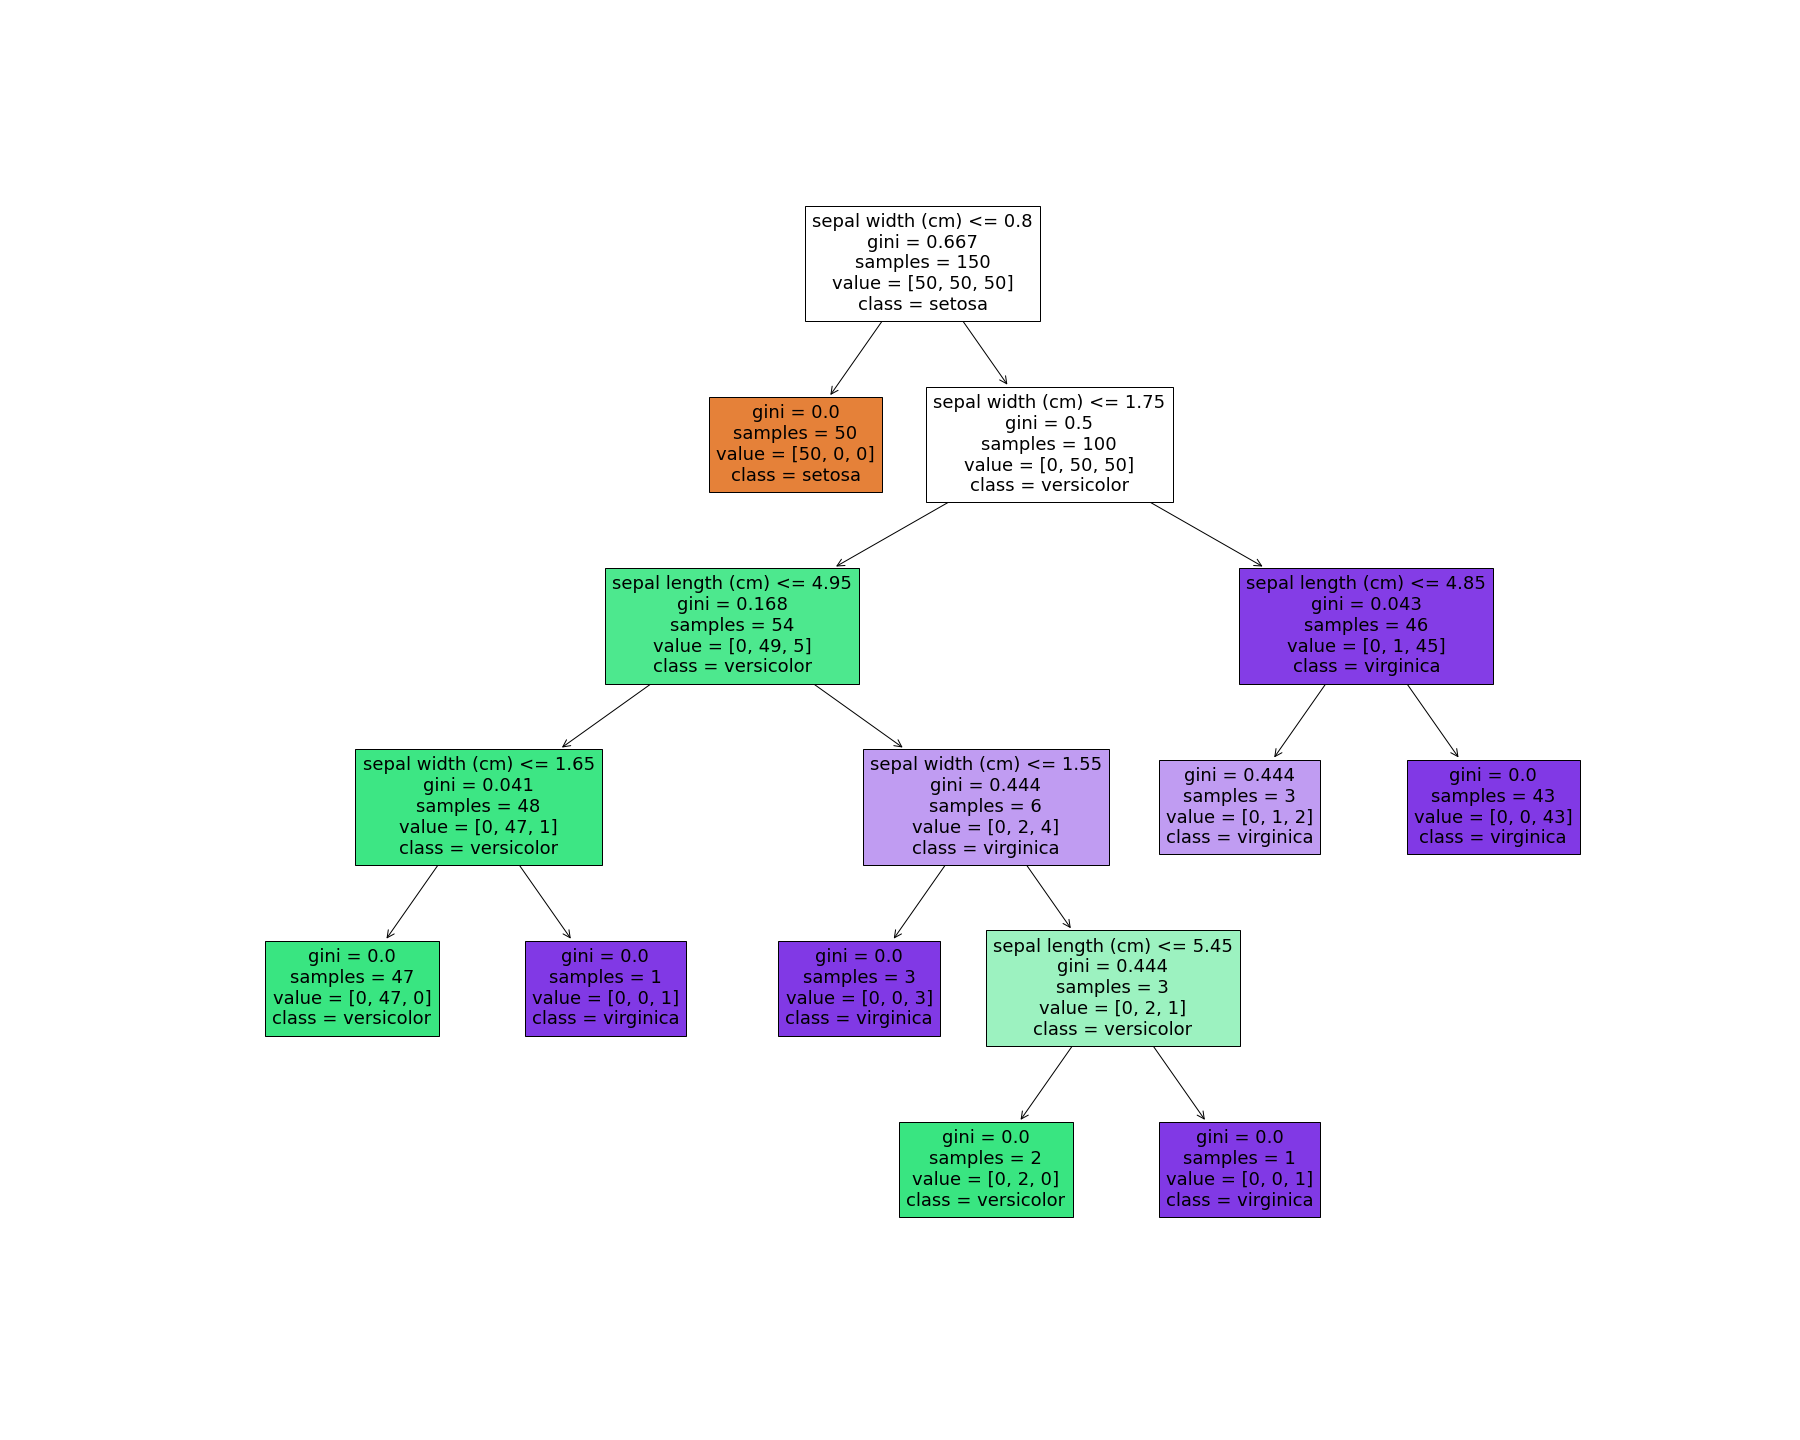 sepal width (cm) <= 0.8
gini = 0.667
samples = 150
value = [50, 50, 50]
class = setosa
gini = 0.0
samples = 50
value = [50, 0, 0]
class = setosa
sepal width (cm) <= 1.75
gini = 0.5
samples = 100
value = [0, 50, 50]
class = versicolor
sepal length (cm) <= 4.95
gini = 0.168
samples = 54
value = [0, 49, 5]
class = versicolor
sepal length (cm) <= 4.85
gini = 0.043
samples = 46
value = [0, 1, 45]
class = virginica
sepal width (cm) <= 1.65
gini = 0.041
samples = 48
value = [0, 47, 1]
class = versicolor
sepal width (cm) <= 1.55
gini = 0.444
samples = 6
value = [0, 2, 4]
class = virginica
gini = 0.444
samples = 3
value = [0, 1, 2]
class = virginica
gini = 0.0
samples = 43
value = [0, 0, 43]
class = virginica
gini = 0.0
samples = 47
value = [0, 47, 0]
class = versicolor
gini = 0.0
samples = 1
value = [0, 0, 1]
class = virginica
gini = 0.0
samples = 3
value = [0, 0, 3]
class = virginica
sepal length (cm) <= 5.45
gini = 0.444
samples = 3
value = [0, 2, 1]
class = versicolor
gini = 0.0
samples = 2
value = [0, 2, 0]
class = versicolor
gini = 0.0
samples = 1
value = [0, 0, 1]
class = virginica